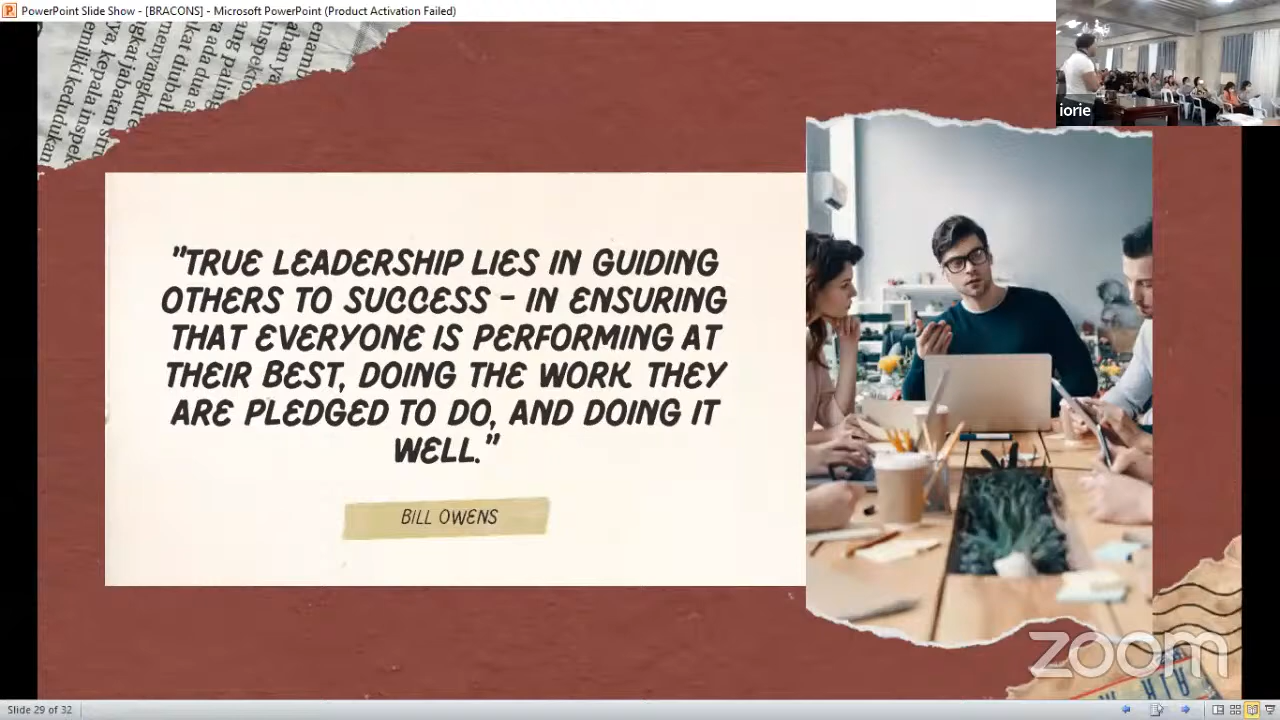 PowerPoint Slide Show - [BRACONS] - Microsoft PowerPoint (Product Activation Failed)
iorie
"TRUE LEADERSHIP LIES IN GUIDING
OTHERS TO SUCCESS - IN ENSURING
THAT EVERYONE IS PERFORMING AT
THEIR BEST, DOING THE WORK THEY
ARE PLEDGED TO DO, AND DOING IT
WELL."
BILL OWENS
zoom
Slide 29 of 32